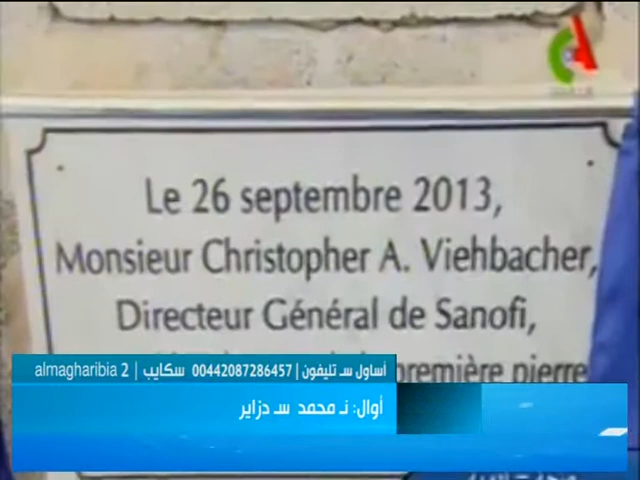 Le 26 septembre 2013,
Monsieur Christopher A. Viehbacher,
Directeur Général de Sanofi,
première pierre
أساول سـ تليفون | 00442087286457 سكايب | almagharibia 2
أوال: نـ محمد سـ دزاير